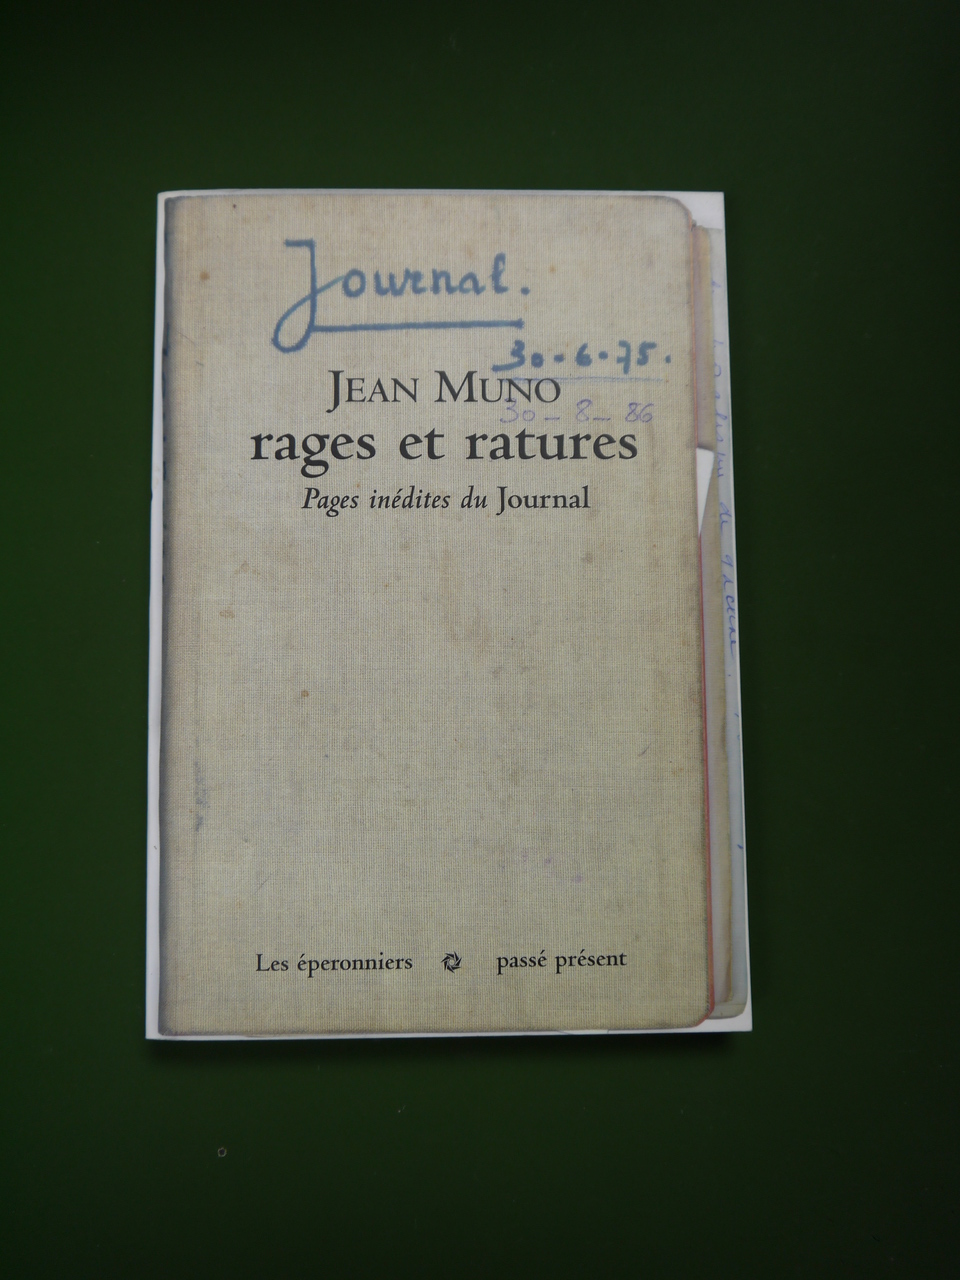 Journal.
30-6-75.
JEAN MUNO
30-8-86
rages et ratures
Pages inédites du Journal
Les éperonniers passé présent
de